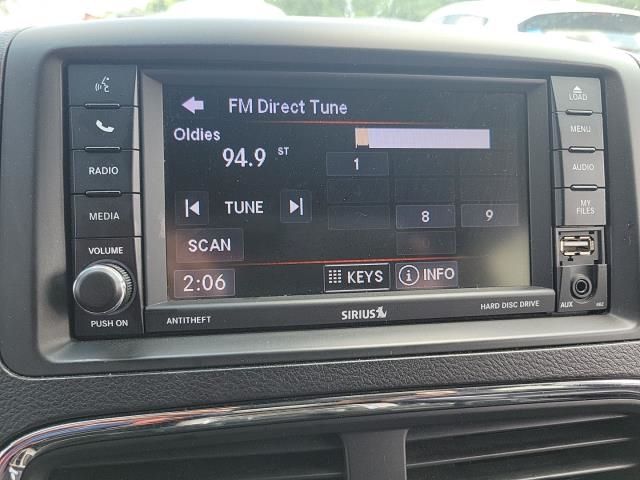 FM Direct Tune
Oldies
94.9 ST
1
TUNE
8 9
SCAN
0
2:06
KEYS
INFO
RADIO
MEDIA
VOLUME
PUSH ON
LOAD
MENU
AUDIO
MY
FILES
AUX
ANTITHEFT
SIRIUS
HARD DISC DRIVE